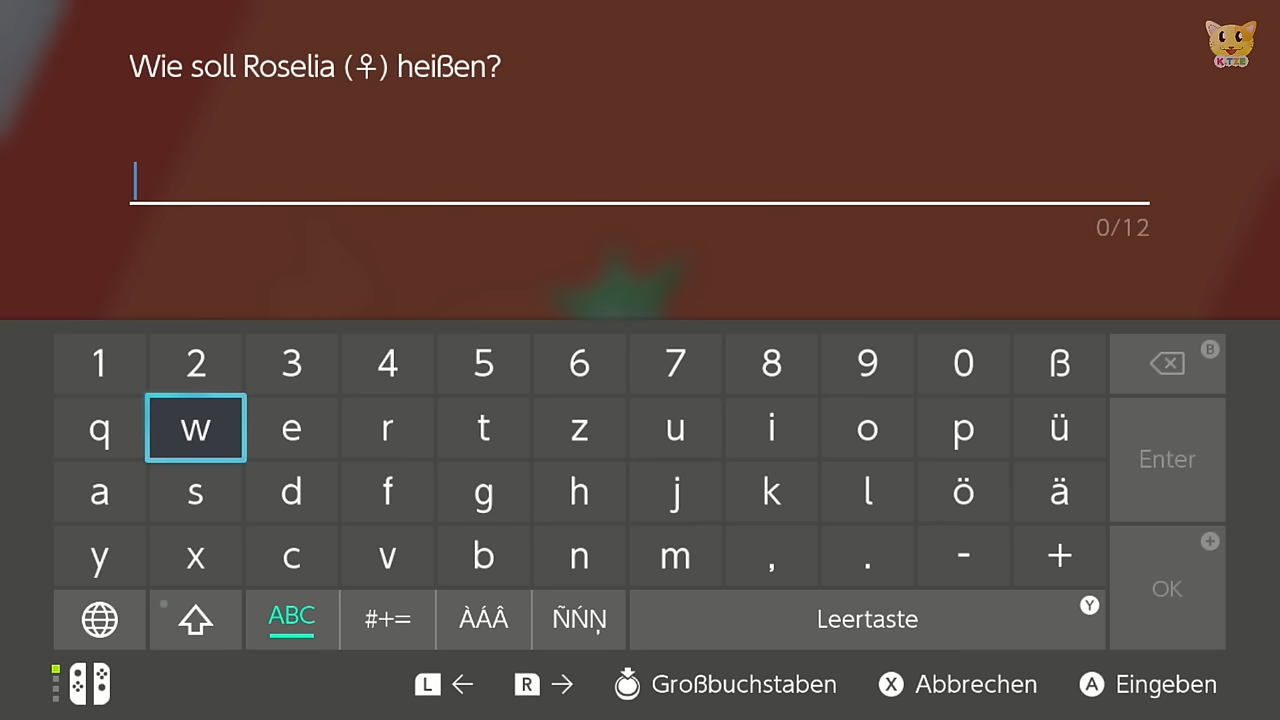 Wie soll Roselia (♀) heißen?
0/12
1 2 3 4 5 6 7 8 9 0 ß B
q w e r t z u i o p ü Enter
a s d f g h j k l ö ä
y x c v b n m , . - + OK
ABC #+= ÀÁÂ ÑŃŅ Leertaste Y
L ← R → Großbuchstaben X Abbrechen A Eingeben